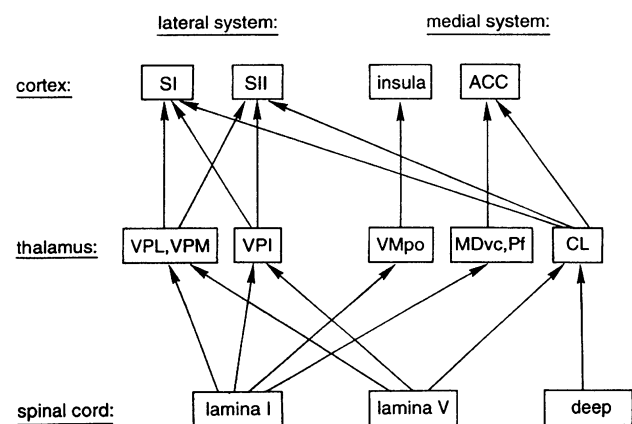 lateral system: medial system:
cortex: SI SII insula ACC
thalamus: VPL,VPM VPI VMpo MDvc,Pf CL
spinal cord: lamina I lamina V deep